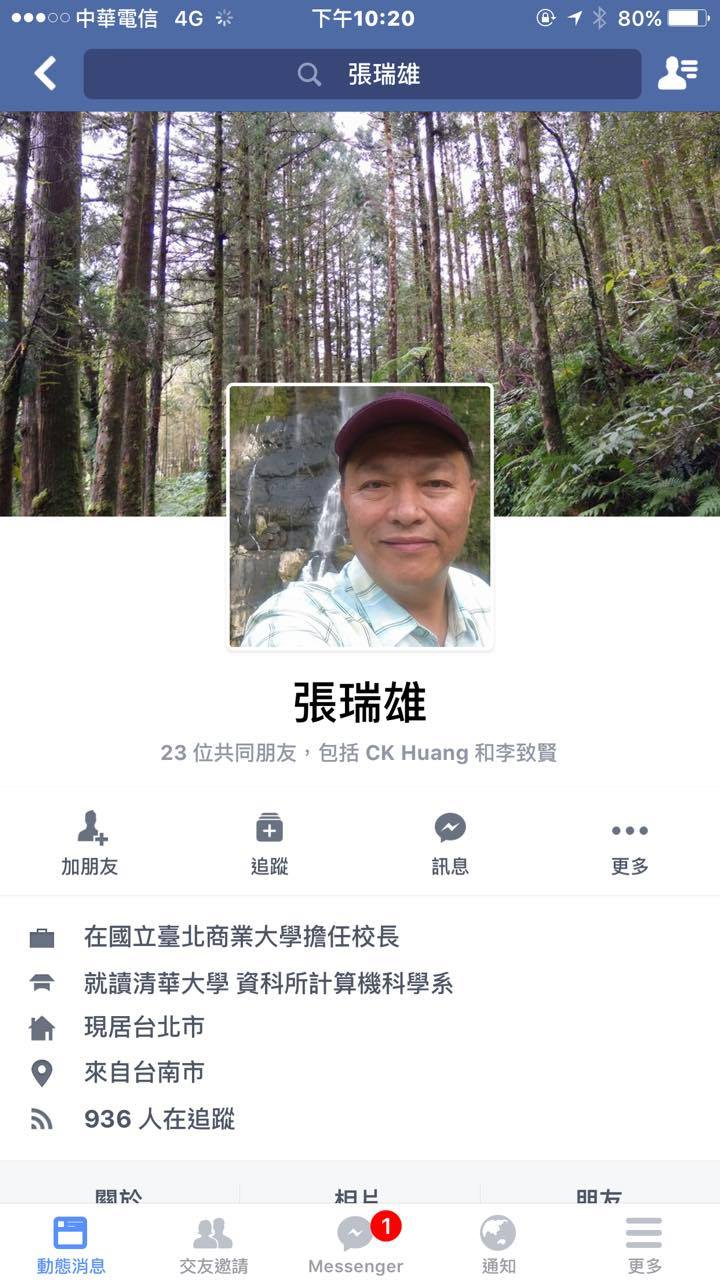 中華電信 4G 下午10:20 80%
張瑞雄
張瑞雄
23 位共同朋友，包括 CK Huang 和李致賢
加朋友 追蹤 訊息 更多
在國立臺北商業大學擔任校長
就讀清華大學 資科所計算機科學系
現居台北市
來自台南市
936 人在追蹤
關於 相片 朋友
1
動態消息 交友邀請 Messenger 通知 更多